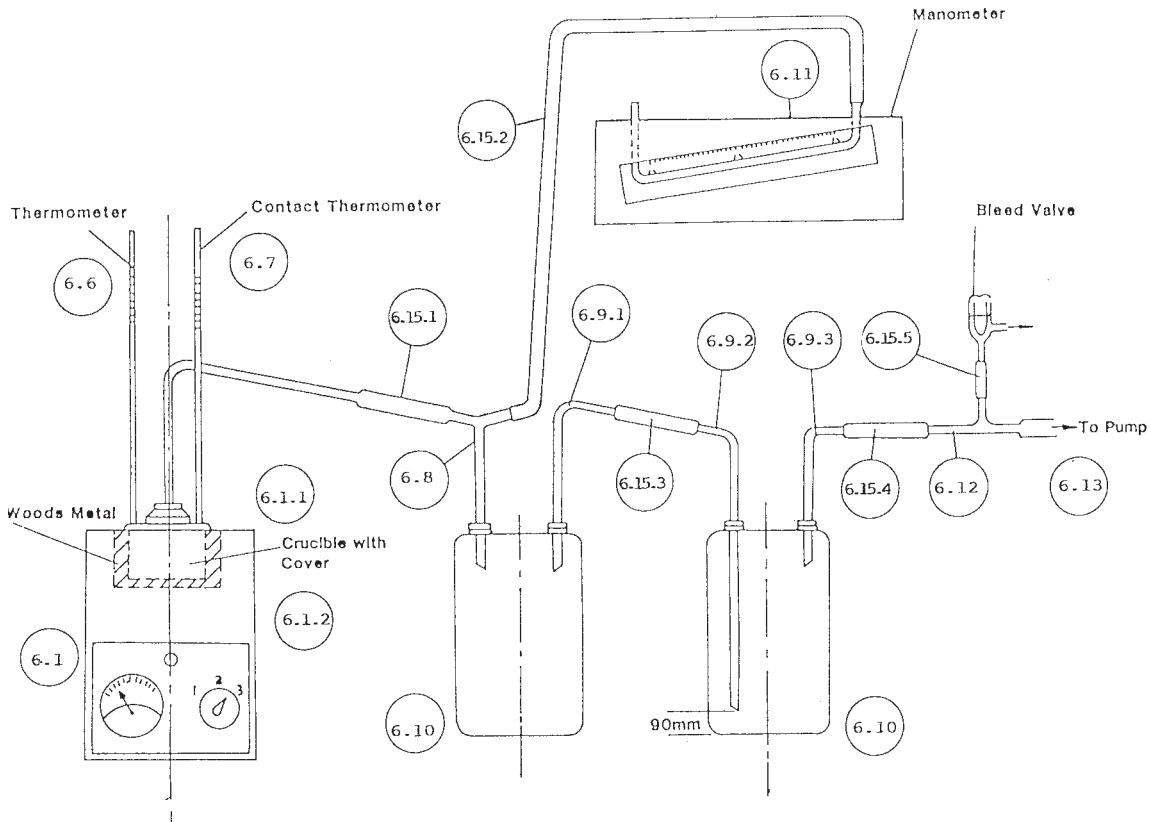 Manometer
6.11
6.15.2
Thermometer
Contact Thermometer
6.6
6.7
Bleed Valve
6.15.1
6.9.1
6.9.2
6.9.3
6.15.5
To Pump
6.8
6.15.3
6.15.4
6.12
6.13
6.1.1
Woods Metal
Crucible with
Cover
6.1.2
6.1
1 2 3
6.10
90mm
6.10